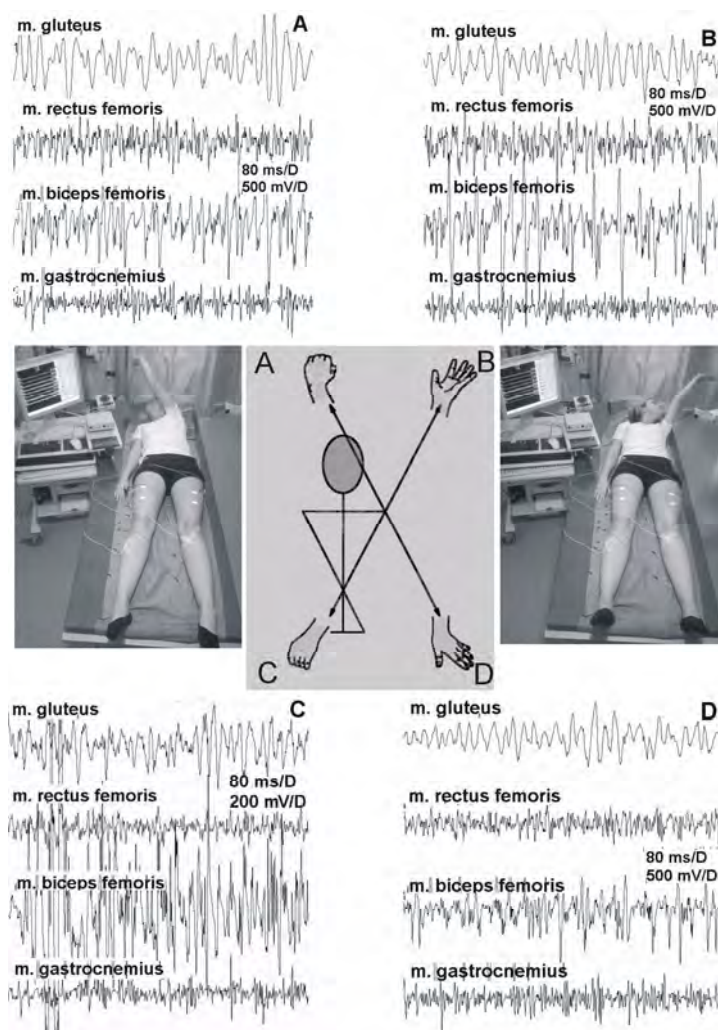 A
m. gluteus
m. rectus femoris
80 ms/D
500 mV/D
m. biceps femoris
m. gastrocnemius
B
m. gluteus
80 ms/D
500 mV/D
m. rectus femoris
m. biceps femoris
m. gastrocnemius
A
B
C
D
m. gluteus
C
80 ms/D
200 mV/D
m. rectus femoris
m. biceps femoris
m. gastrocnemius
m. gluteus
D
m. rectus femoris
80 ms/D
500 mV/D
m. biceps femoris
m. gastrocnemius